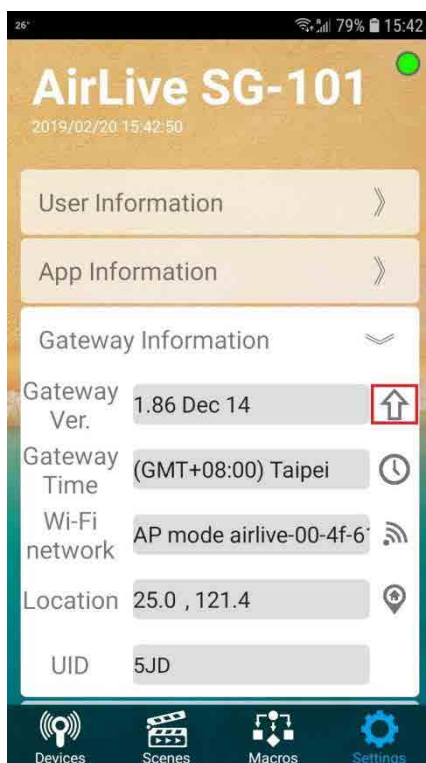 26°
79% 15:42
AirLive SG-101
2019/02/20 15:42:50
User Information
App Information
Gateway Information
Gateway Ver.
1.86 Dec 14
Gateway Time
(GMT+08:00) Taipei
Wi-Fi network
AP mode airlive-00-4f-61
Location
25.0 , 121.4
UID
5JD
Devices
Scenes
Macros
Settings